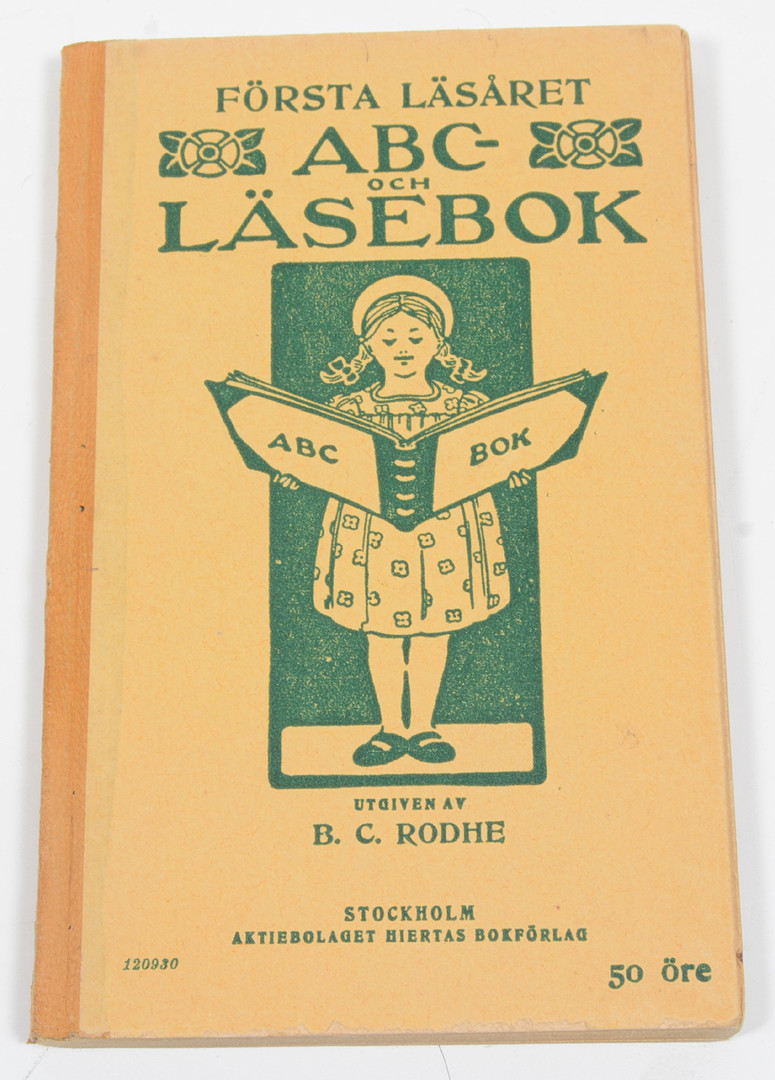 FÖRSTA LÄSÅRET
ABC-
OCH
LÄSEBOK
ABC BOK
UTGIVEN AV
B. C. RODHE
STOCKHOLM
AKTIEBOLAGET HIERTAS BOKFÖRLAG
120930
50 öre